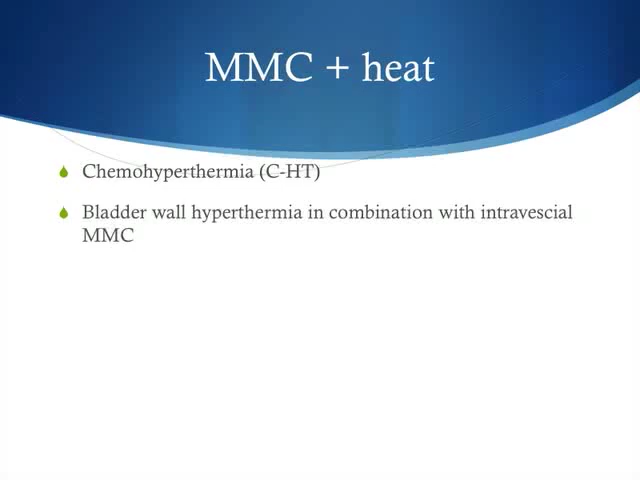 MMC + heat
Chemohyperthermia (C-HT)
Bladder wall hyperthermia in combination with intravescial
MMC